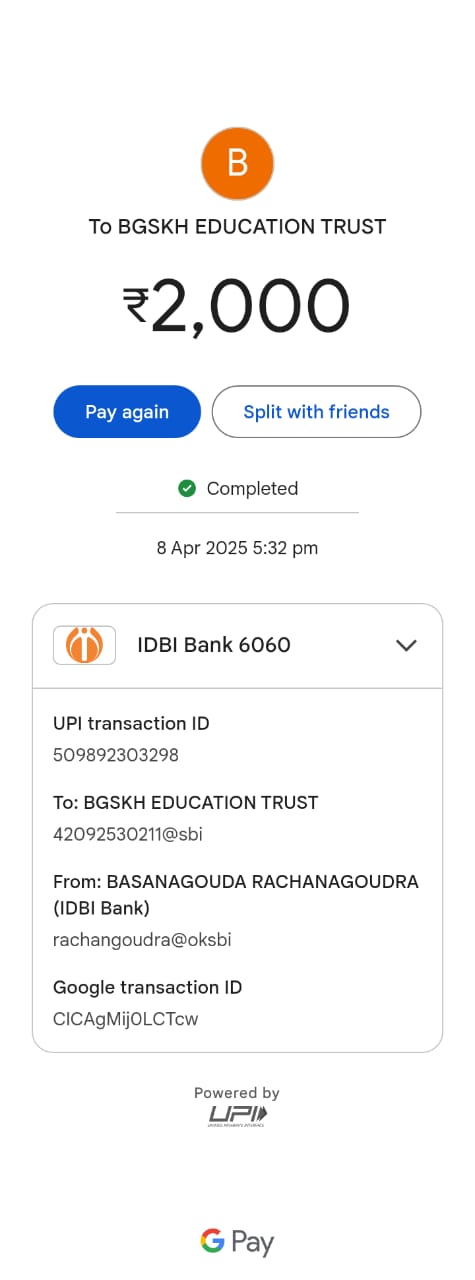 B
To BGSKH EDUCATION TRUST
₹2,000
Pay again
Split with friends
Completed
8 Apr 2025 5:32 pm
IDBI Bank 6060
UPI transaction ID
509892303298
To: BGSKH EDUCATION TRUST
42092530211@sbi
From: BASANAGOUDA RACHANAGOUDRA
(IDBI Bank)
rachangoudra@oksbi
Google transaction ID
CICAgMij0LCTcw
Powered by
UPI
UNIFIED PAYMENTS INTERFACE
G Pay